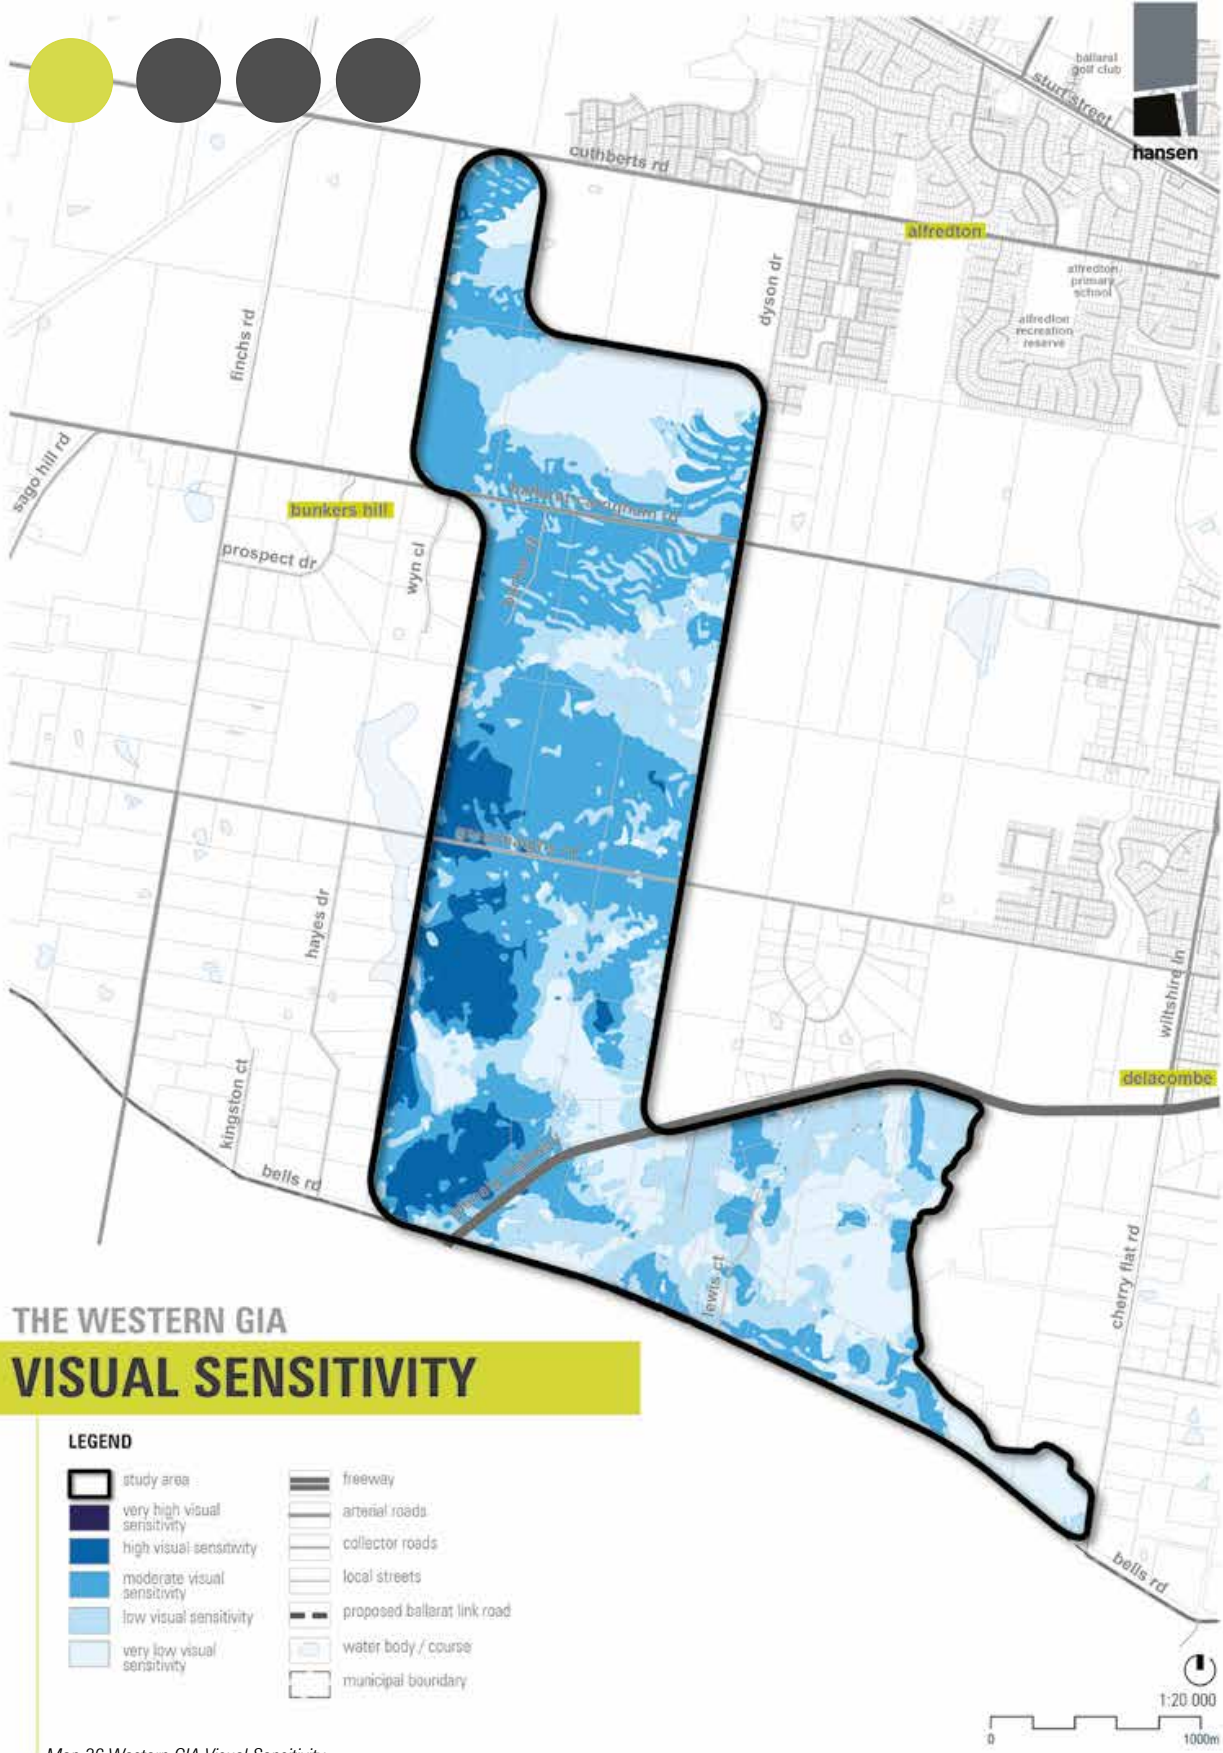 ballarat
golf club
sturt street
hansen
cuthberts rd
alfredton
alfredton
primary
school
dyson dr
alfredton
recreation
reserve
finchs rd
sago hill rd
bunkers hill
prospect dr
wyn cl
hayes dr
wiltshire ln
delacombe
kingston ct
bells rd
lewis ct
cherry flat rd
bells rd
THE WESTERN GIA
VISUAL SENSITIVITY
LEGEND
study area
very high visual
sensitivity
high visual sensitivity
moderate visual
sensitivity
low visual sensitivity
very low visual
sensitivity
freeway
arterial roads
collector roads
local streets
proposed ballarat link road
water body / course
municipal boundary
1:20 000
0
1000m